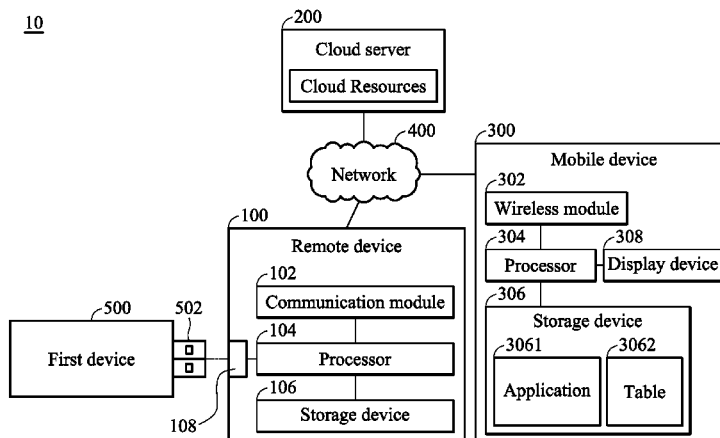 10
200
Cloud server
Cloud Resources
400
Network
300
Mobile device
302
Wireless module
304
Processor
308
Display device
306
Storage device
3061
Application
3062
Table
100
Remote device
102
Communication module
104
Processor
106
Storage device
108
500
First device
502